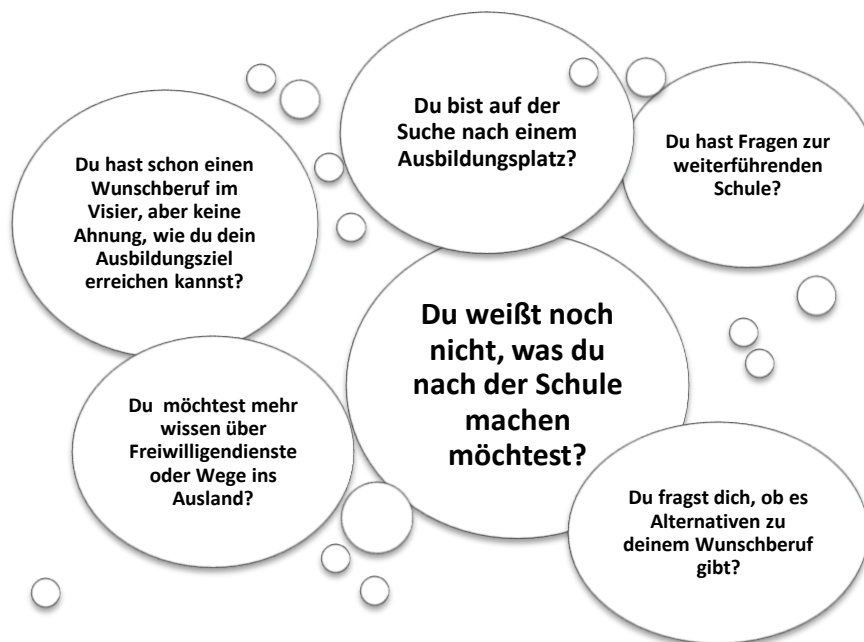 Du bist auf der
Suche nach einem
Ausbildungsplatz?
Du hast Fragen zur
weiterführenden
Schule?
Du hast schon einen
Wunschberuf im
Visier, aber keine
Ahnung, wie du dein
Ausbildungsziel
erreichen kannst?
Du weißt noch
nicht, was du
nach der Schule
machen
möchtest?
Du  möchtest mehr
wissen über
Freiwilligendienste
oder Wege ins
Ausland?
Du fragst dich, ob es
Alternativen zu
deinem Wunschberuf
gibt?